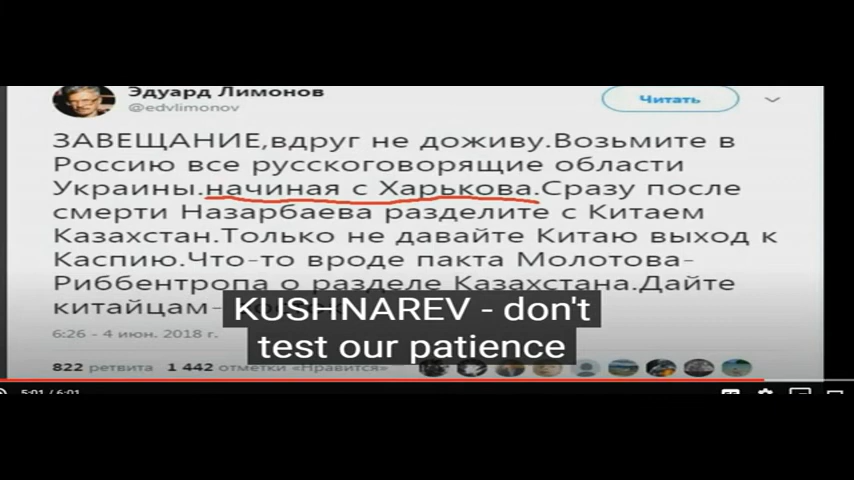 Эдуард Лимонов
@edvlimonov
Читать
ЗАВЕЩАНИЕ,вдруг не доживу.Возьмите в
Россию все русскоговорящие области
Украины.начиная с Харькова.Сразу после
смерти Назарбаева разделите с Китаем
Казахстан.Только не давайте Китаю выход к
Каспию.Что-то вроде пакта Молотова-
Риббентропа о разделе Казахстана.Дайте
китайцам-
KUSHNAREV - don't
test our patience
6:26 - 4 июн. 2018 г.
822 ретвита 1 442 отметки «Нравится»
5:01 / 6:01